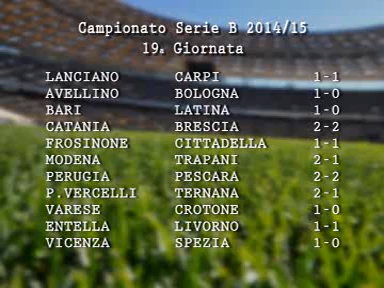 Campionato Serie B 2014/15
19a Giornata
LANCIANO CARPI 1-1
AVELLINO BOLOGNA 1-0
BARI LATINA 1-0
CATANIA BRESCIA 2-2
FROSINONE CITTADELLA 1-1
MODENA TRAPANI 2-1
PERUGIA PESCARA 2-2
P.VERCELLI TERNANA 2-1
VARESE CROTONE 1-0
ENTELLA LIVORNO 1-1
VICENZA SPEZIA 1-0